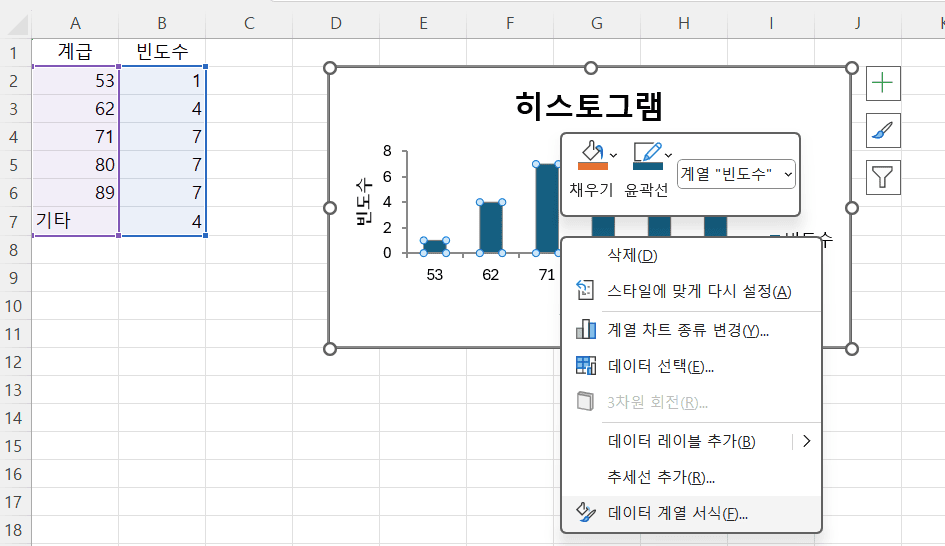 A B C D E F G H I J
1 계급 빈도수
2 53 1
3 62 4
4 71 7
5 80 7
6 89 7
7 기타 4
8
9
10
11
12
13
14
15
16
17
18
히스토그램
빈도수
8
6
4
2
0
53 62 71
빈도수
채우기 윤곽선 계열 "빈도수"
삭제(D)
스타일에 맞게 다시 설정(A)
계열 차트 종류 변경(Y)...
데이터 선택(E)...
3차원 회전(R)...
데이터 레이블 추가(B)
추세선 추가(R)...
데이터 계열 서식(F)...